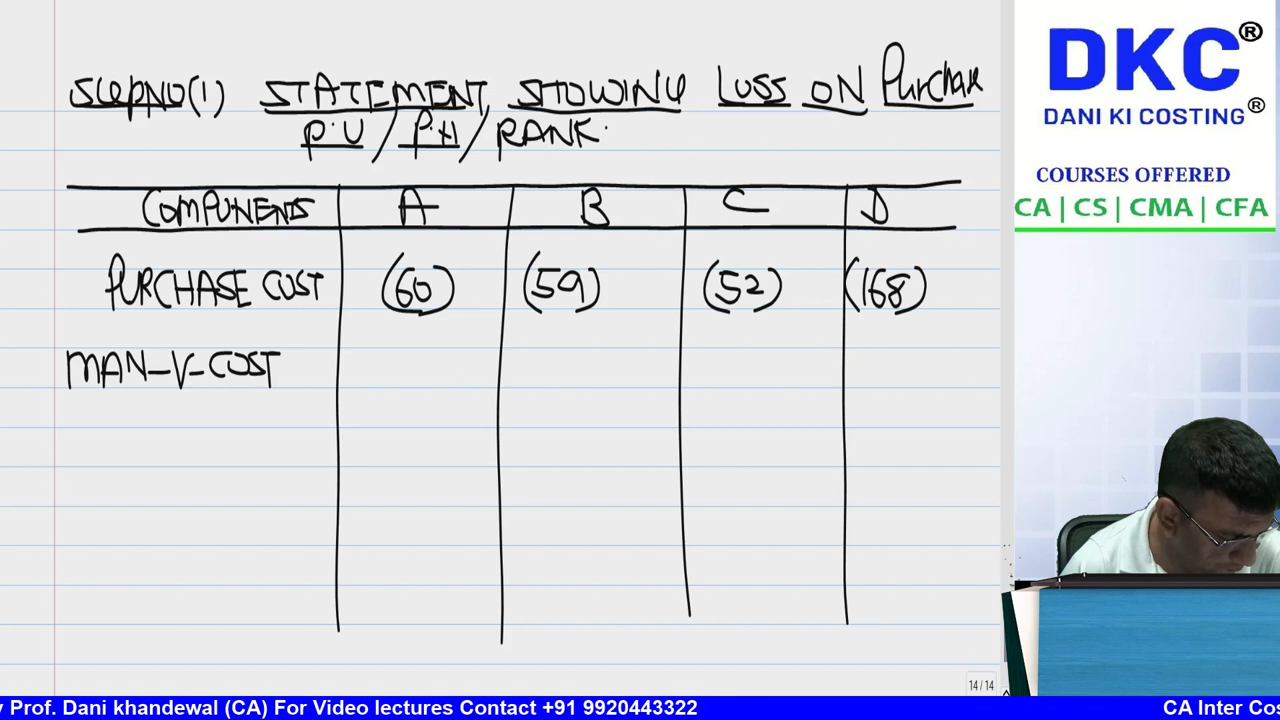 Step NO(1) STATEMENT SHOWING LOSS ON Purchase
P.U / P.H / RANK.
COMPONENTS A B C D
PURCHASE COST (60) (59) (52) (168)
MAN-V-COST
14 / 14
DKC®
DANI KI COSTING®
COURSES OFFERED
CA | CS | CMA | CFA
y Prof. Dani khandewal (CA) For Video lectures Contact +91 9920443322 CA Inter Cos